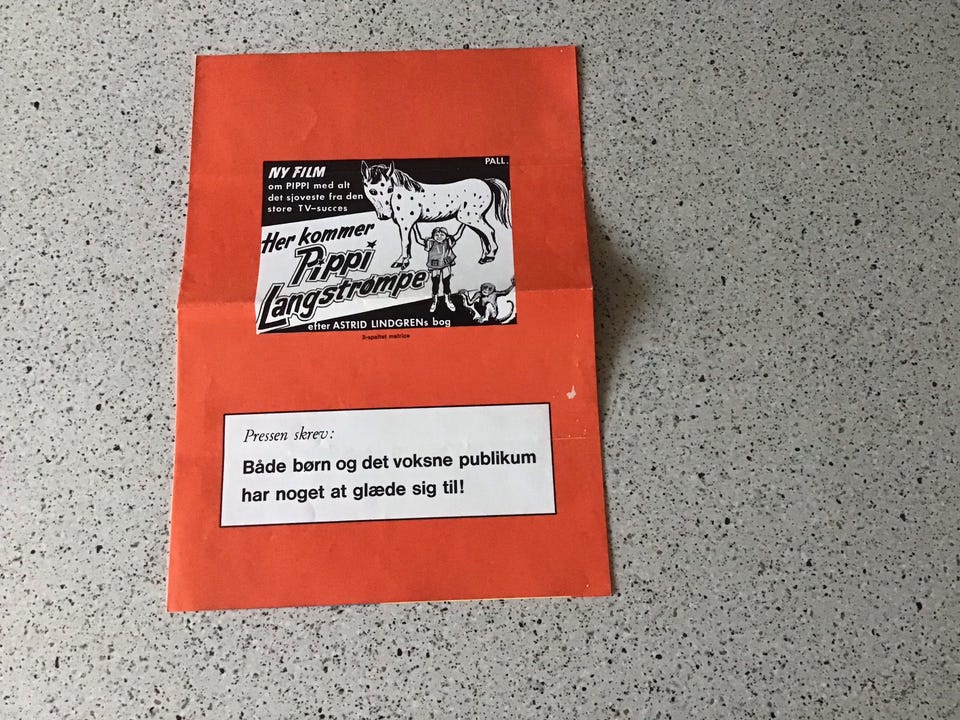 NY FILM
PALL.
om PIPPI med alt
det sjoveste fra den
store TV-succes
Her kommer
Pippi
Langstrømpe
efter ASTRID LINDGRENs bog
2-spaltet matrice
Pressen skrev:
Både børn og det voksne publikum
har noget at glæde sig til!